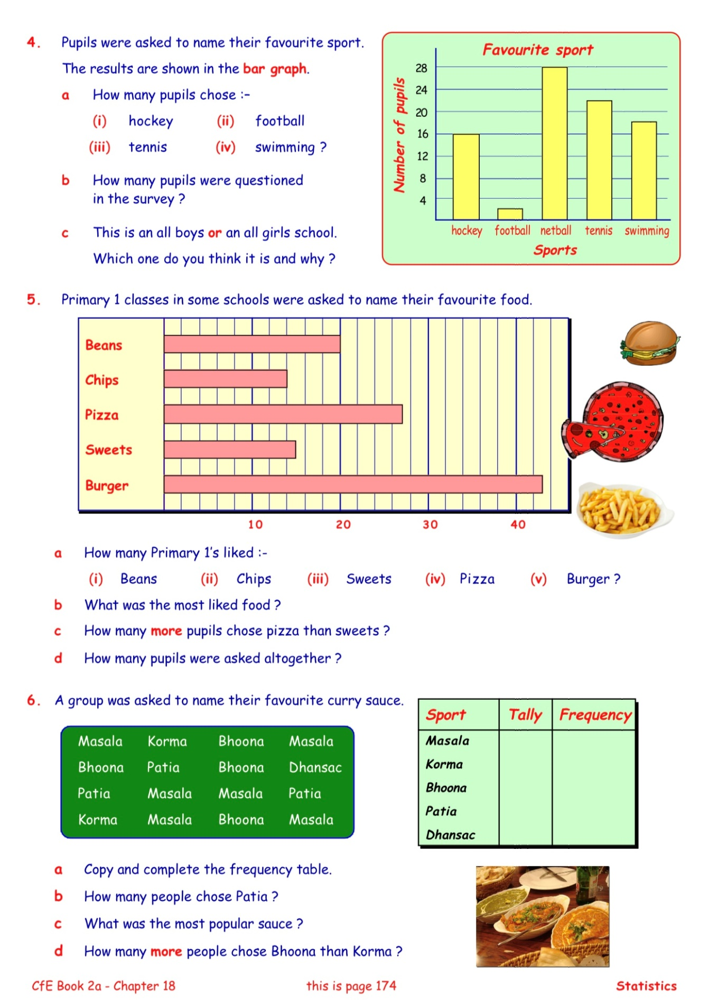 4. Pupils were asked to name their favourite sport.
The results are shown in the bar graph.
a How many pupils chose :-
(i) hockey (ii) football
(iii) tennis (iv) swimming ?
b How many pupils were questioned
in the survey ?
c This is an all boys or an all girls school.
Which one do you think it is and why ?
Favourite sport
Number of pupils
28
24
20
16
12
8
4
hockey football netball tennis swimming
Sports
5. Primary 1 classes in some schools were asked to name their favourite food.
Beans
Chips
Pizza
Sweets
Burger
10 20 30 40
a How many Primary 1's liked :-
(i) Beans (ii) Chips (iii) Sweets (iv) Pizza (v) Burger ?
b What was the most liked food ?
c How many more pupils chose pizza than sweets ?
d How many pupils were asked altogether ?
6. A group was asked to name their favourite curry sauce.
Masala Korma Bhoona Masala
Bhoona Patia Bhoona Dhansac
Patia Masala Masala Patia
Korma Masala Bhoona Masala
Sport Tally Frequency
Masala
Korma
Bhoona
Patia
Dhansac
a Copy and complete the frequency table.
b How many people chose Patia ?
c What was the most popular sauce ?
d How many more people chose Bhoona than Korma ?
CfE Book 2a - Chapter 18 this is page 174 Statistics